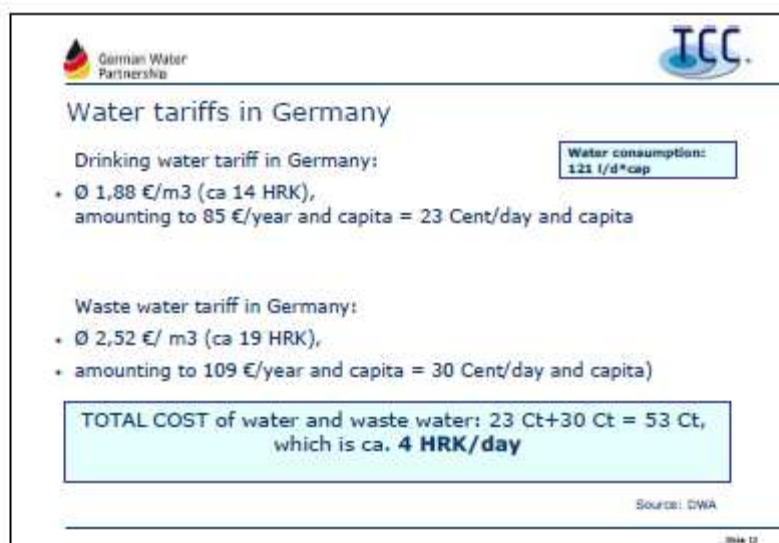 German Water
Partnership
TCC.
Water tariffs in Germany
Drinking water tariff in Germany:
Water consumption:
121 l/d*cap
• Ø 1,88 €/m3 (ca 14 HRK),
amounting to 85 €/year and capita = 23 Cent/day and capita
Waste water tariff in Germany:
• Ø 2,52 €/ m3 (ca 19 HRK),
• amounting to 109 €/year and capita = 30 Cent/day and capita)
TOTAL COST of water and waste water: 23 Ct+30 Ct = 53 Ct,
which is ca. 4 HRK/day
Source: DWA